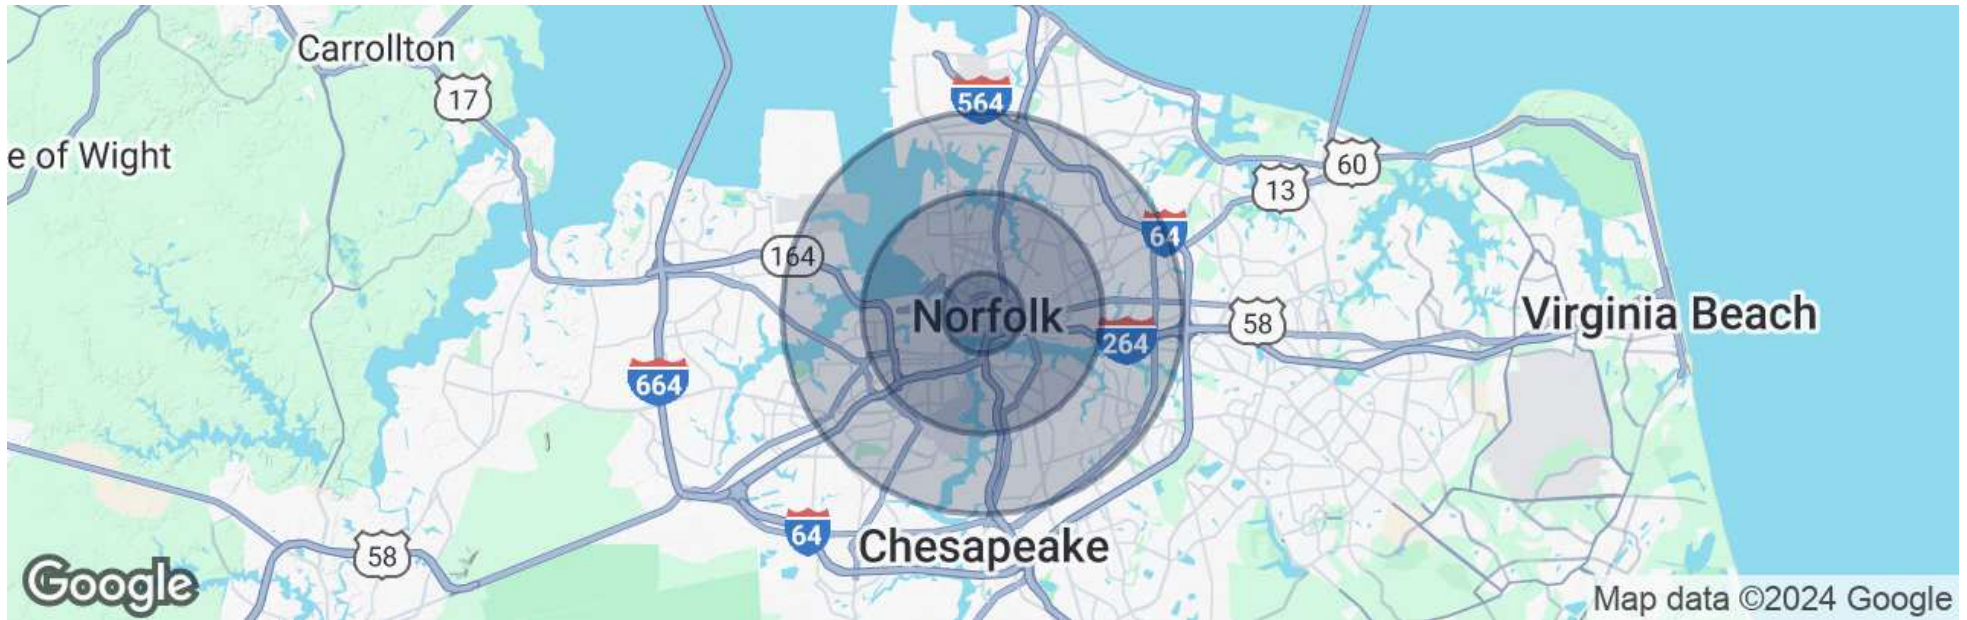 Carrollton
17
564
e of Wight
60
13
64
164
Norfolk
58
Virginia Beach
264
664
64
Chesapeake
58
Google
Map data ©2024 Google